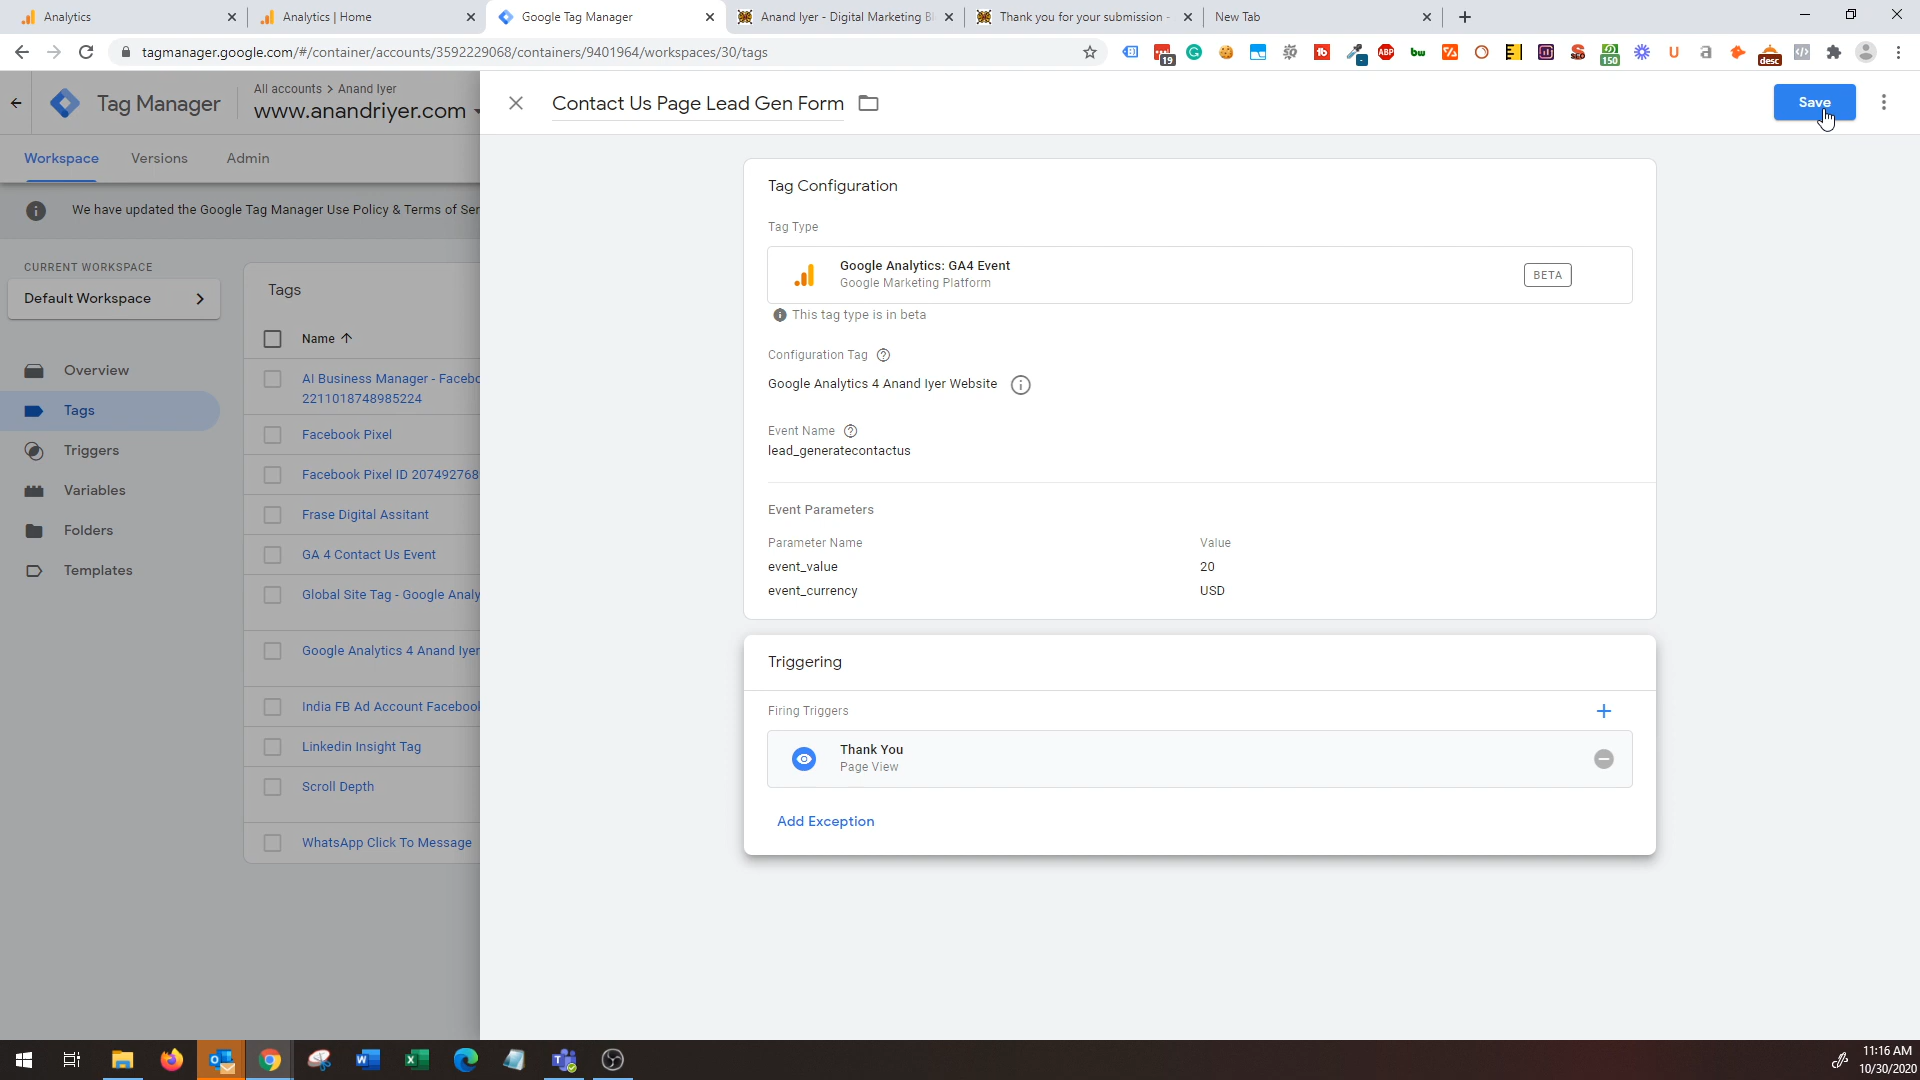 Analytics
Analytics | Home
Google Tag Manager
Anand Iyer - Digital Marketing Bl
Thank you for your submission -
New Tab
tagmanager.google.com/#/container/accounts/3592229068/containers/9401964/workspaces/30/tags
19
ABP
bw
150
desc
Tag Manager
All accounts > Anand Iyer
www.anandriyer.com
Contact Us Page Lead Gen Form
Save
Workspace
Versions
Admin
We have updated the Google Tag Manager Use Policy & Terms of Ser
CURRENT WORKSPACE
Default Workspace
Overview
Tags
Triggers
Variables
Folders
Templates
Tags
Name
AI Business Manager - Facebo
2211018748985224
Facebook Pixel
Facebook Pixel ID 207492768
Frase Digital Assitant
GA 4 Contact Us Event
Global Site Tag - Google Analy
Google Analytics 4 Anand Iyer
India FB Ad Account Facebook
Linkedin Insight Tag
Scroll Depth
WhatsApp Click To Message
Tag Configuration
Tag Type
Google Analytics: GA4 Event
Google Marketing Platform
BETA
This tag type is in beta
Configuration Tag
Google Analytics 4 Anand Iyer Website
Event Name
lead_generatecontactus
Event Parameters
Parameter Name
Value
event_value
20
event_currency
USD
Triggering
Firing Triggers
Thank You
Page View
Add Exception
11:16 AM
10/30/2020